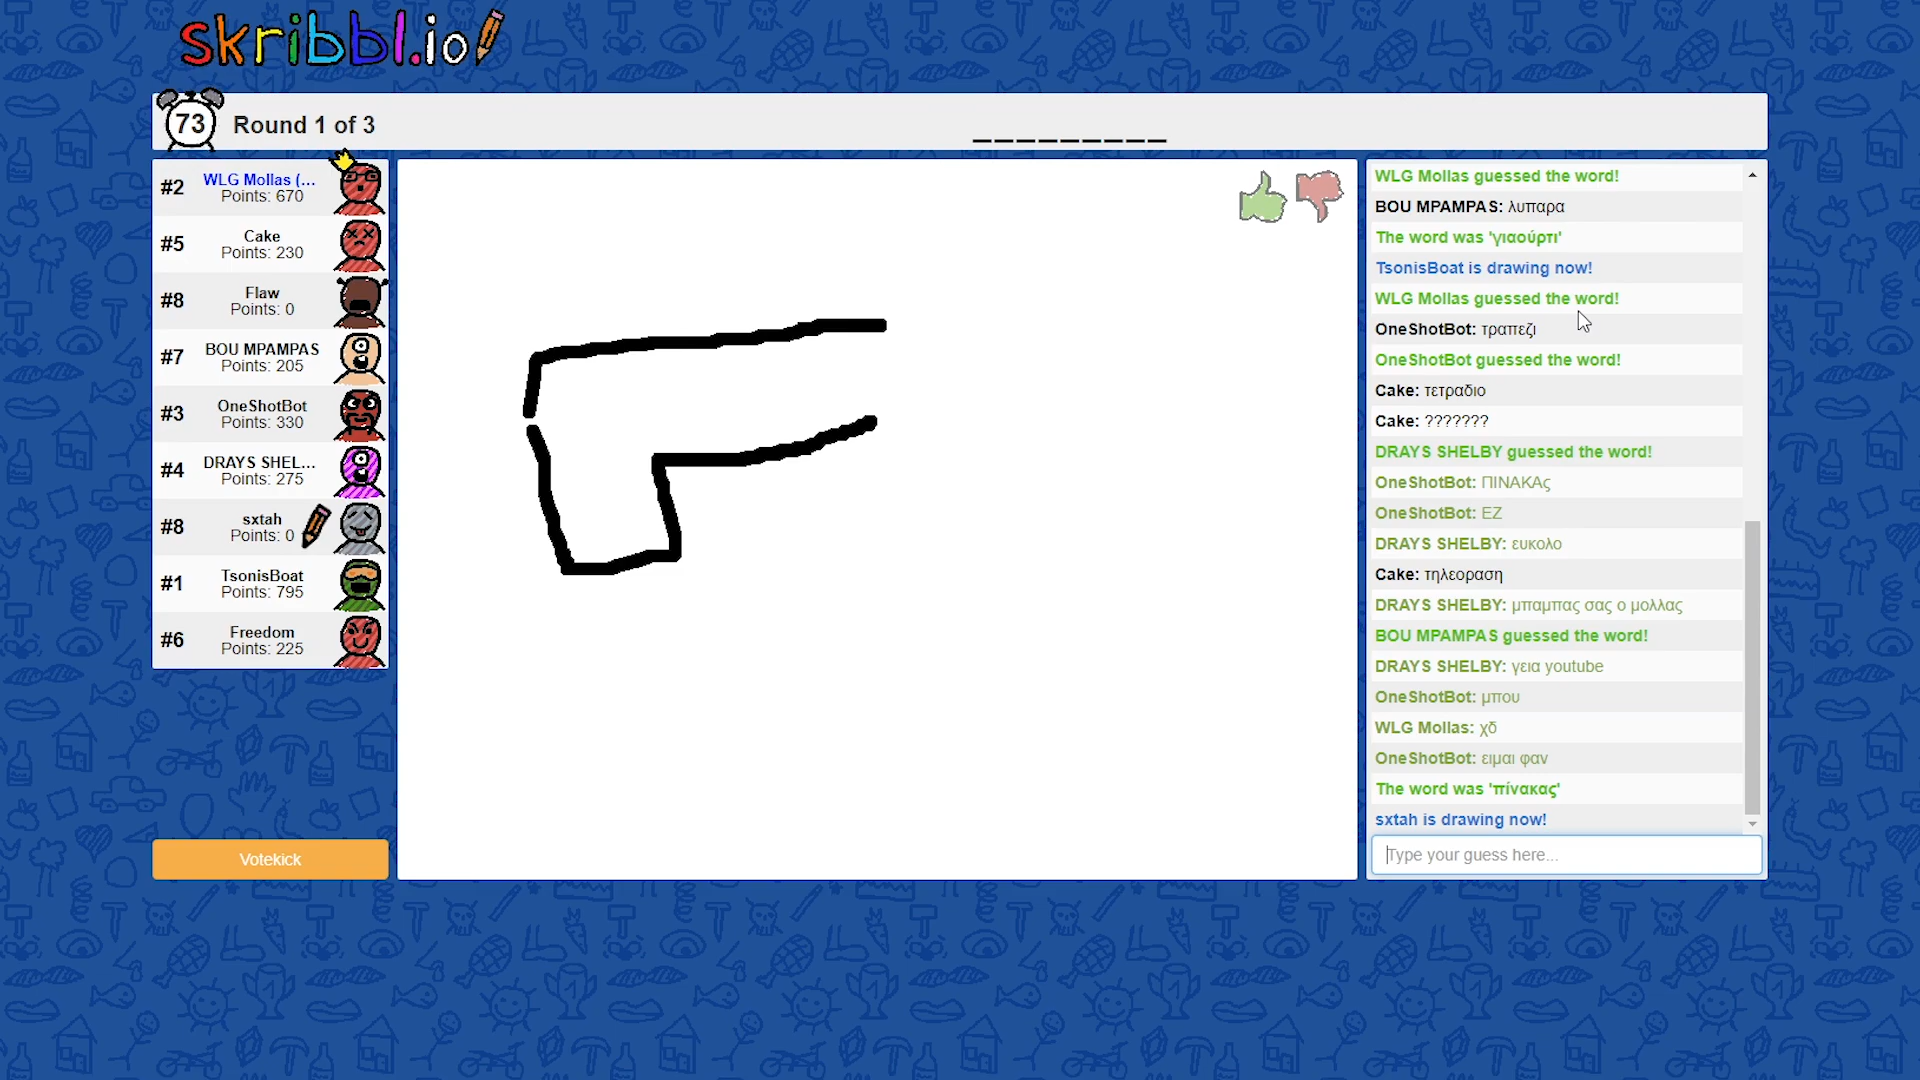 skribbl.io
73
Round 1 of 3
_________
#2
WLG Mollas (...
Points: 670
#5
Cake
Points: 230
#8
Flaw
Points: 0
#7
BOU MPAMPAS
Points: 205
#3
OneShotBot
Points: 330
#4
DRAYS SHEL...
Points: 275
#8
sxtah
Points: 0
#1
TsonisBoat
Points: 795
#6
Freedom
Points: 225
Votekick
WLG Mollas guessed the word!
BOU MPAMPAS: λυπαρα
The word was 'γιαούρτι'
TsonisBoat is drawing now!
WLG Mollas guessed the word!
OneShotBot: τραπεζι
OneShotBot guessed the word!
Cake: τετραδιο
Cake: ???????
DRAYS SHELBY guessed the word!
OneShotBot: ΠΙΝΑΚΑς
OneShotBot: ΕΖ
DRAYS SHELBY: ευκολο
Cake: τηλεοραση
DRAYS SHELBY: μπαμπας σας ο μολλας
BOU MPAMPAS guessed the word!
DRAYS SHELBY: γεια youtube
OneShotBot: μπου
WLG Mollas: χδ
OneShotBot: ειμαι φαν
The word was 'πίνακας'
sxtah is drawing now!
Type your guess here...